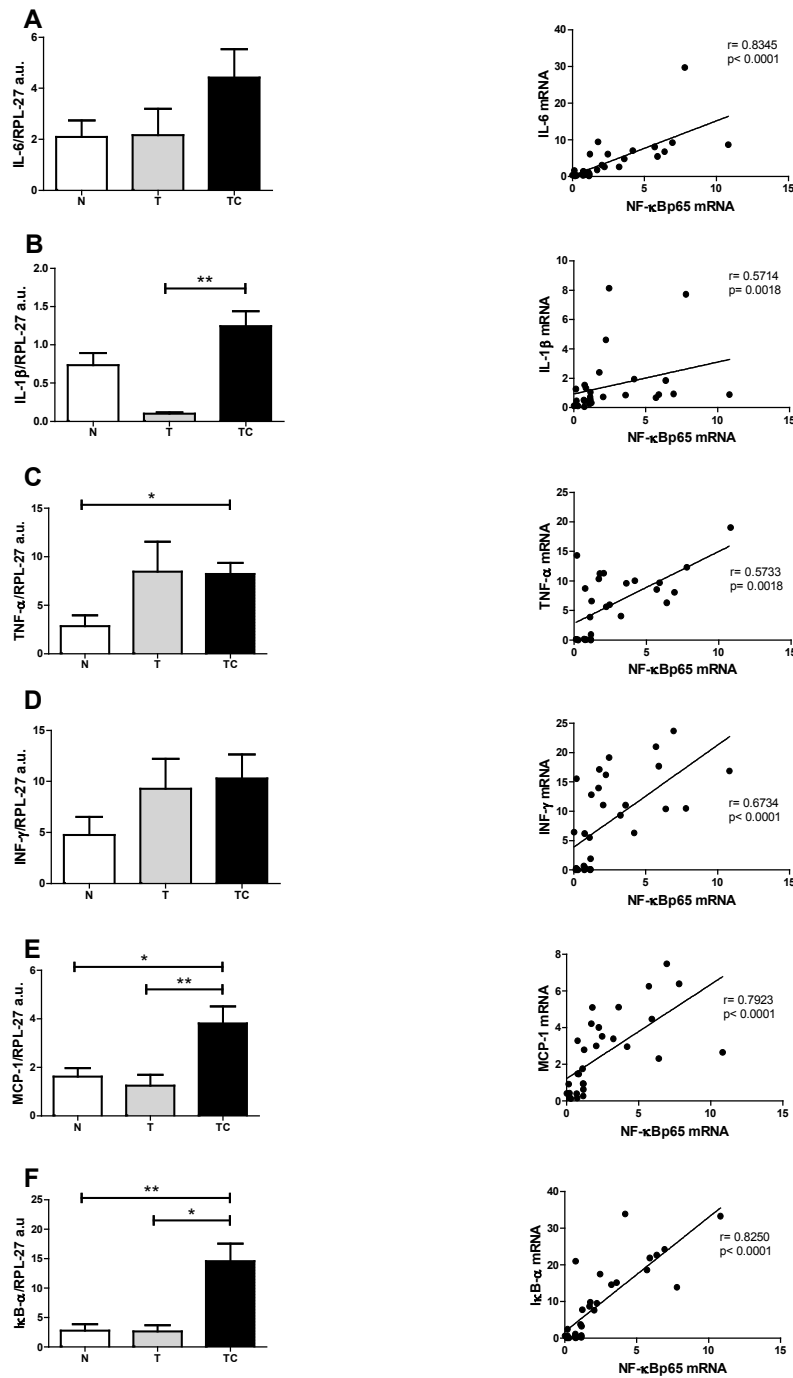 A
IL-6/RPL-27 a.u.
6
4
2
0
N T TC
IL-6 mRNA
40
30
20
10
0
0 5 10 15
NF-κBp65 mRNA
r= 0.8345
p< 0.0001
B
IL-1β/RPL-27 a.u.
2.0
1.5
1.0
0.5
0.0
**
N T TC
IL-1β mRNA
10
8
6
4
2
0
0 5 10 15
NF-κBp65 mRNA
r= 0.5714
p= 0.0018
C
TNF-α/RPL-27 a.u.
15
10
5
0
*
N T TC
TNF-α mRNA
25
20
15
10
5
0
0 5 10 15
NF-κBp65 mRNA
r= 0.5733
p= 0.0018
D
INF-γ/RPL-27 a.u.
15
10
5
0
N T TC
INF-γ mRNA
25
20
15
10
5
0
0 5 10 15
NF-κBp65 mRNA
r= 0.6734
p< 0.0001
E
MCP-1/RPL-27 a.u.
6
4
2
0
*
**
N T TC
MCP-1 mRNA
8
6
4
2
0
0 5 10 15
NF-κBp65 mRNA
r= 0.7923
p< 0.0001
F
IκB-α/RPL-27 a.u
25
20
15
10
5
0
**
*
N T TC
IκB-α mRNA
40
30
20
10
0
0 5 10 15
NF-κBp65 mRNA
r= 0.8250
p< 0.0001